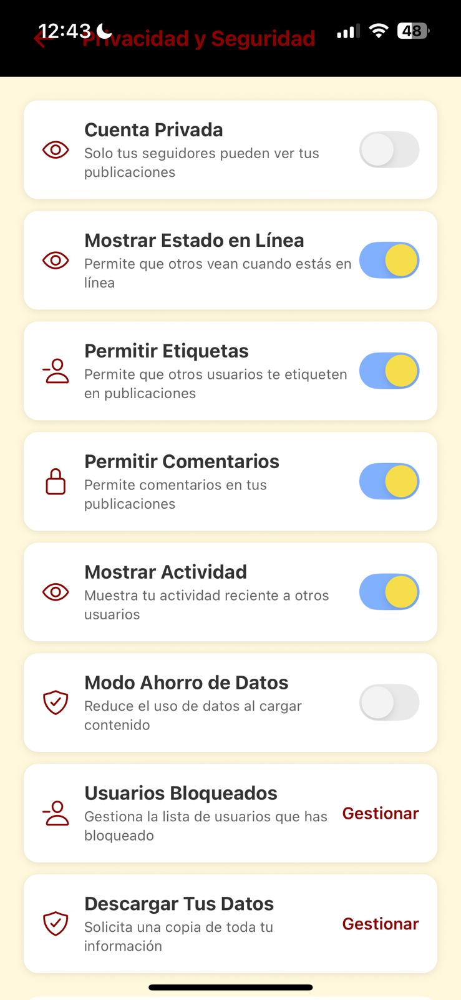 12:43
48
Privacidad y Seguridad
Cuenta Privada
Solo tus seguidores pueden ver tus
publicaciones
Mostrar Estado en Línea
Permite que otros vean cuando estás en
línea
Permitir Etiquetas
Permite que otros usuarios te etiqueten
en publicaciones
Permitir Comentarios
Permite comentarios en tus
publicaciones
Mostrar Actividad
Muestra tu actividad reciente a otros
usuarios
Modo Ahorro de Datos
Reduce el uso de datos al cargar
contenido
Usuarios Bloqueados
Gestiona la lista de usuarios que has
bloqueado
Gestionar
Descargar Tus Datos
Solicita una copia de toda tu
información
Gestionar